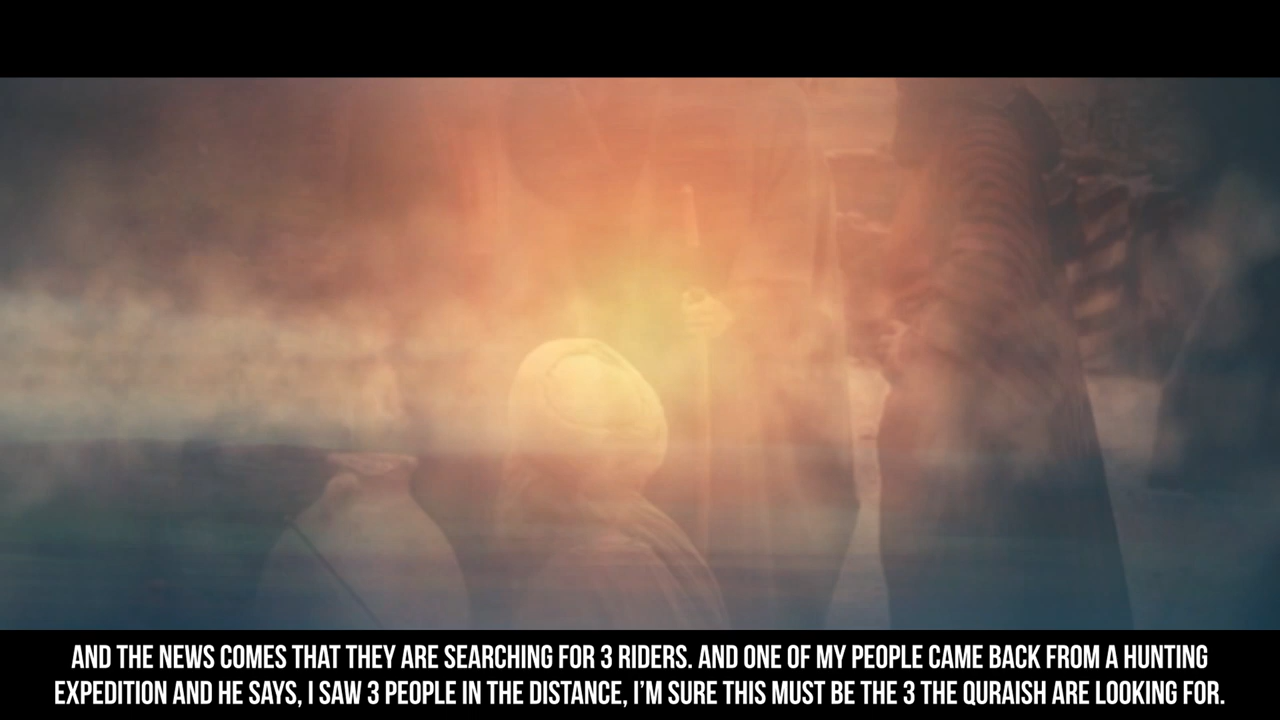 AND THE NEWS COMES THAT THEY ARE SEARCHING FOR 3 RIDERS. AND ONE OF MY PEOPLE CAME BACK FROM A HUNTING
EXPEDITION AND HE SAYS, I SAW 3 PEOPLE IN THE DISTANCE, I'M SURE THIS MUST BE THE 3 THE QURAISH ARE LOOKING FOR.